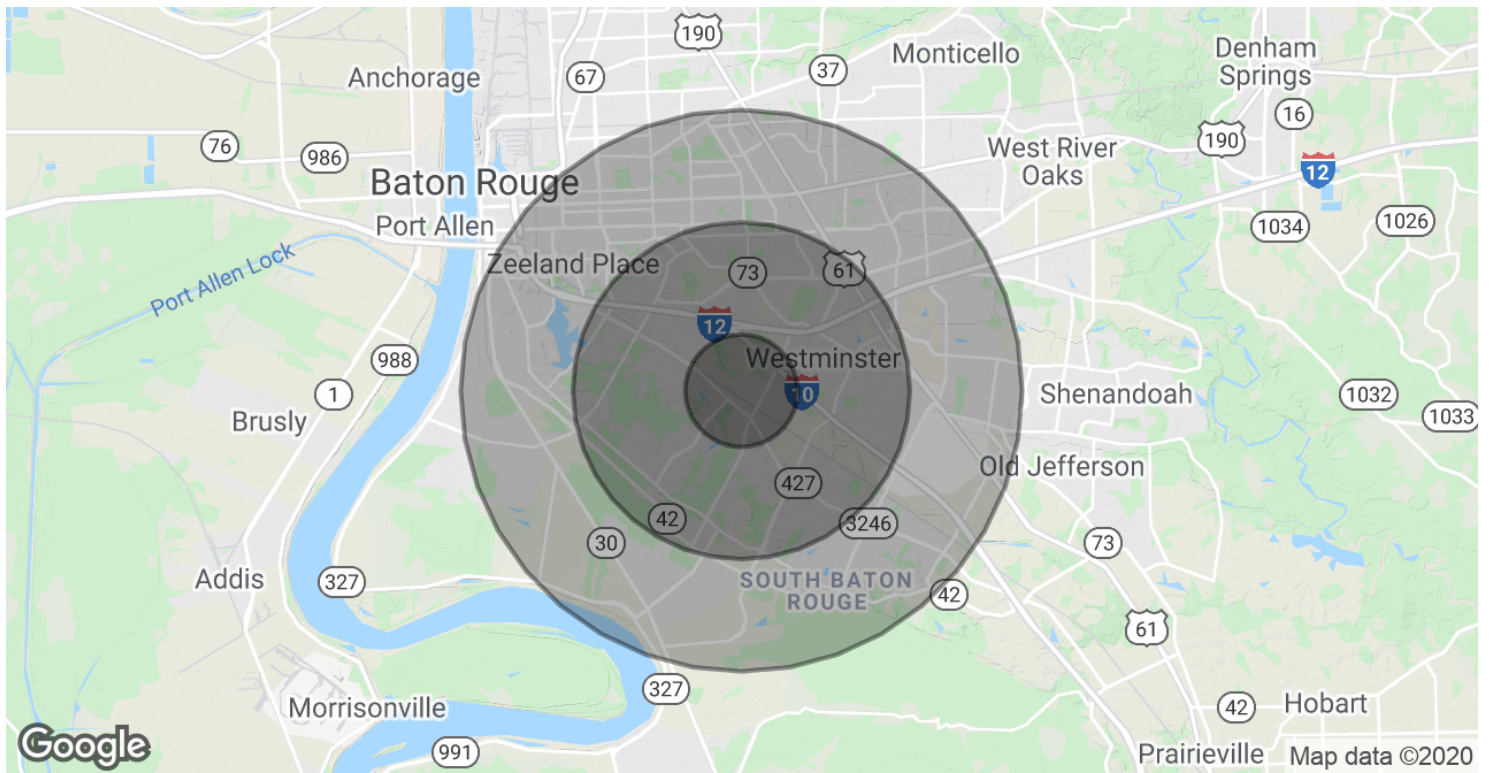 190
Monticello
Denham
Springs
Anchorage
67
37
16
76
986
190
West River
Oaks
12
Baton Rouge
Port Allen
1034
1026
Port Allen Lock
Zeeland Place
73
61
12
988
Westminster
1
10
Shenandoah
1032
1033
Brusly
Old Jefferson
427
42
3246
30
73
Addis
327
SOUTH BATON
ROUGE
42
61
327
Morrisonville
42
Hobart
991
Prairieville
Google
Map data ©2020